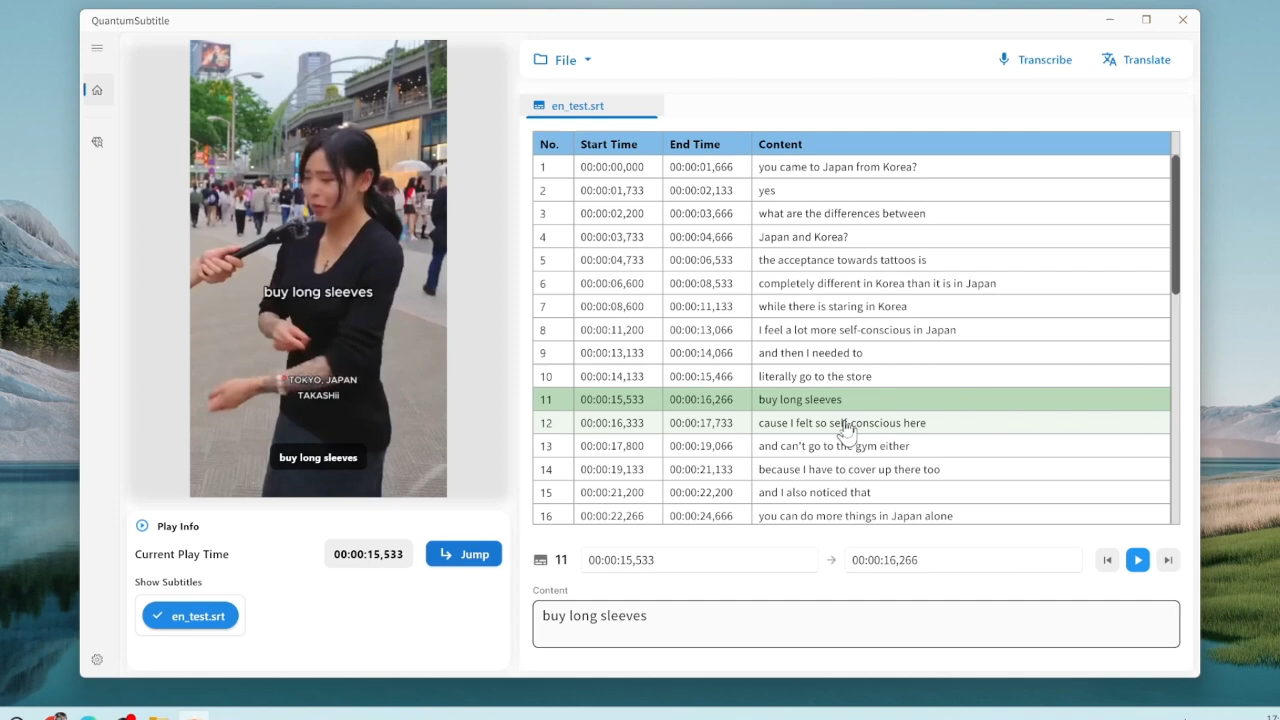 QuantumSubtitle
File
Transcribe
Translate
en_test.srt
No. Start Time End Time Content
1 00:00:00,000 00:00:01,666 you came to Japan from Korea?
2 00:00:01,733 00:00:02,133 yes
3 00:00:02,200 00:00:03,666 what are the differences between
4 00:00:03,733 00:00:04,666 Japan and Korea?
5 00:00:04,733 00:00:06,533 the acceptance towards tattoos is
6 00:00:06,600 00:00:08,533 completely different in Korea than it is in Japan
7 00:00:08,600 00:00:11,133 while there is staring in Korea
8 00:00:11,200 00:00:13,066 I feel a lot more self-conscious in Japan
9 00:00:13,133 00:00:14,066 and then I needed to
10 00:00:14,133 00:00:15,466 literally go to the store
11 00:00:15,533 00:00:16,266 buy long sleeves
12 00:00:16,333 00:00:17,733 cause I felt so self-conscious here
13 00:00:17,800 00:00:19,066 and can't go to the gym either
14 00:00:19,133 00:00:21,133 because I have to cover up there too
15 00:00:21,200 00:00:22,200 and I also noticed that
16 00:00:22,266 00:00:24,666 you can do more things in Japan alone
buy long sleeves
TOKYO, JAPAN
TAKASHii
buy long sleeves
Play Info
Current Play Time 00:00:15,533 Jump
Show Subtitles
en_test.srt
11 00:00:15,533 → 00:00:16,266
Content
buy long sleeves